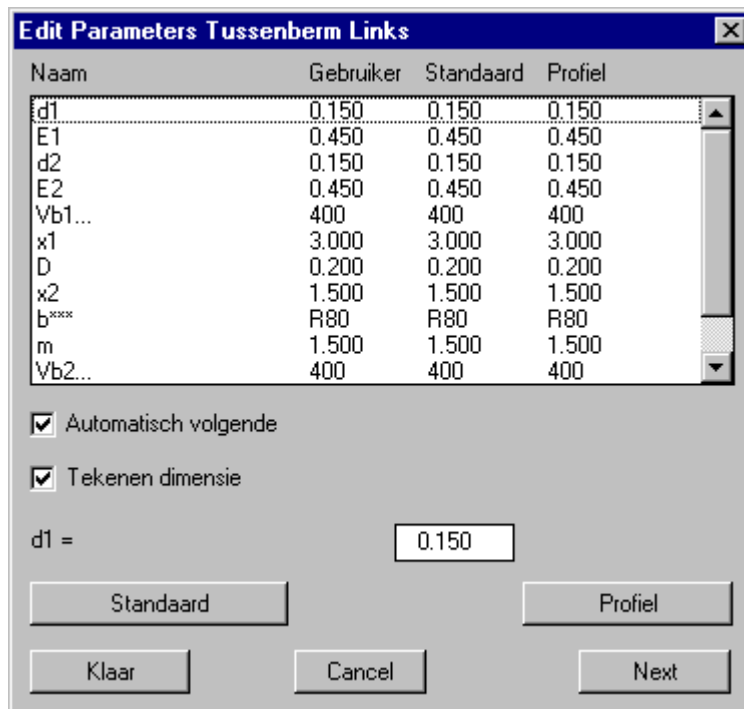 Edit Parameters Tussenberm Links
Naam Gebruiker Standaard Profiel
d1 0.150 0.150 0.150
E1 0.450 0.450 0.450
d2 0.150 0.150 0.150
E2 0.450 0.450 0.450
Vb1... 400 400 400
x1 3.000 3.000 3.000
D 0.200 0.200 0.200
x2 1.500 1.500 1.500
b*** R80 R80 R80
m 1.500 1.500 1.500
Vb2... 400 400 400
Automatisch volgende
Tekenen dimensie
d1 = 0.150
Standaard Profiel
Klaar Cancel Next